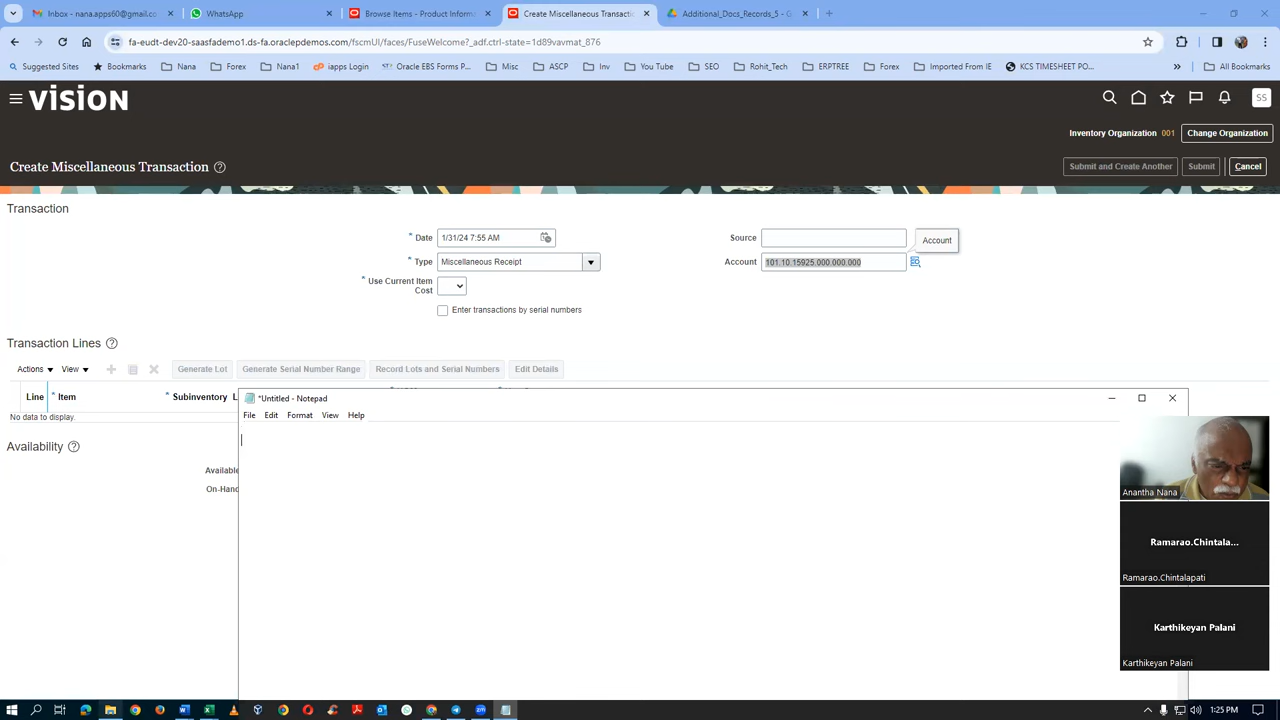 Inbox - nana.apps60@gmail.co
WhatsApp
Browse Items - Product Informa
Create Miscellaneous Transactio
Additional_Docs_Records_5 - G
fa-eudt-dev20-saasfademo1.ds-fa.oraclepdemos.com/fscmUI/faces/FuseWelcome?_adf.ctrl-state=1d89vavmat_876
Suggested Sites
Bookmarks
Nana
Forex
Nana1
iapps Login
Oracle EBS Forms P...
Misc
ASCP
Inv
You Tube
SEO
Rohit_Tech
ERPTREE
Forex
Imported From IE
KCS TIMESHEET PO...
»
All Bookmarks
VISION
SS
Inventory Organization 001
Change Organization
Create Miscellaneous Transaction
Submit and Create Another
Submit
Cancel
Transaction
* Date 1/31/24 7:55 AM
Source
Account
* Type Miscellaneous Receipt
Account 101.10.15925.000.000.000
* Use Current Item Cost
Enter transactions by serial numbers
Transaction Lines
Actions
View
Generate Lot
Generate Serial Number Range
Record Lots and Serial Numbers
Edit Details
Line
* Item
* Subinventory
No data to display.
*Untitled - Notepad
File Edit Format View Help
Availability
Available
On-Hand
Anantha Nana
Ramarao.Chintala...
Ramarao.Chintalapati
Karthikeyan Palani
Karthikeyan Palani
1:25 PM